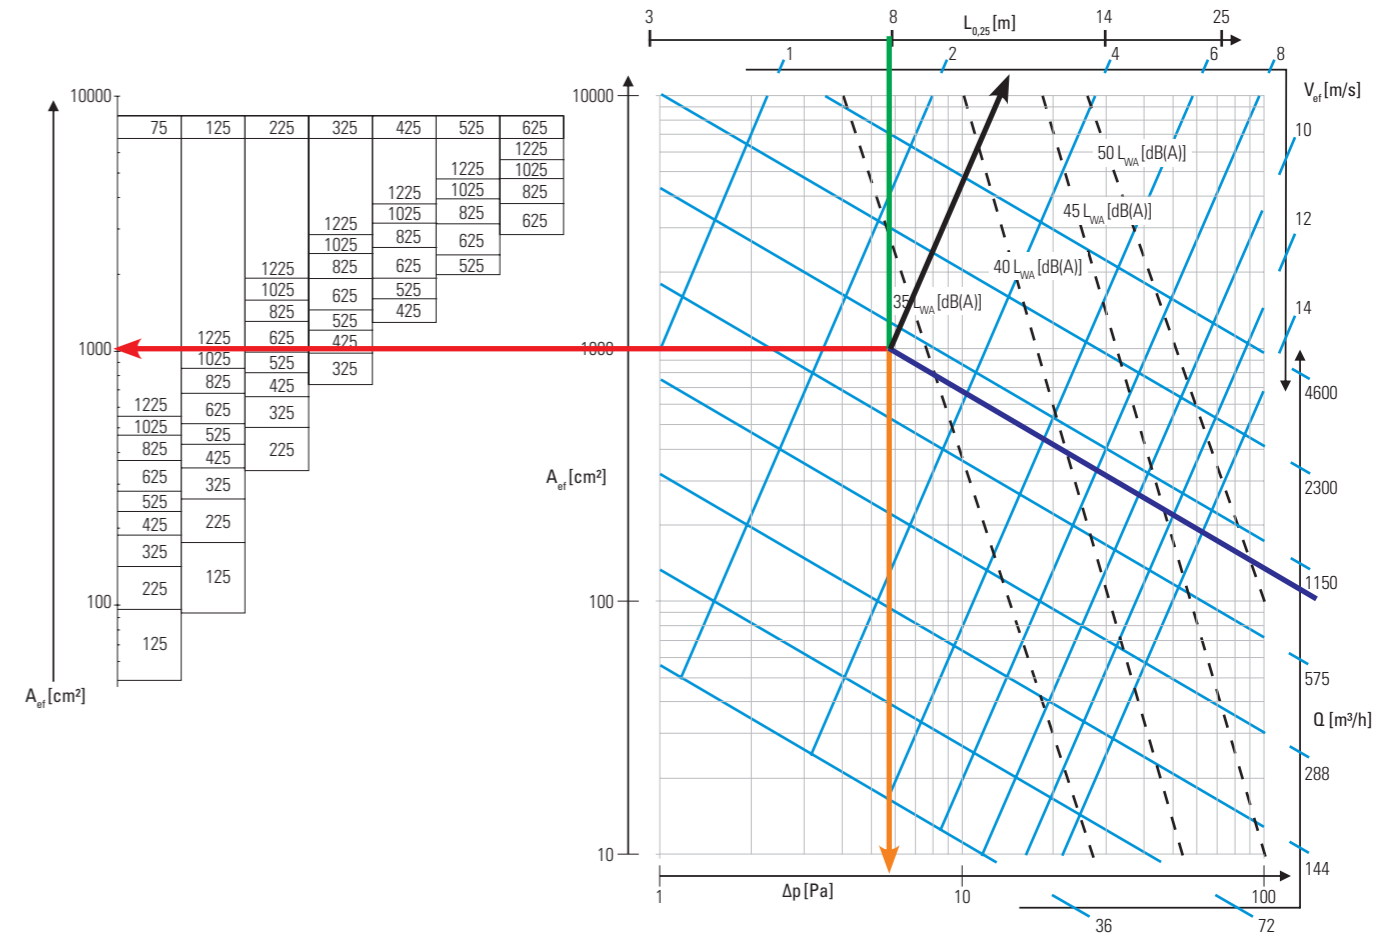 3 8 L0,25 [m] 14 25
1 2 4 6 8
Vef [m/s]
10000
10000
75 125 225 325 425 525 625
10
1225
50 LWA [dB(A)]
1225 1025
1225 1025 825
45 LWA [dB(A)]
12
1225 1025 825 625
1025 825 625
1225 825 625 525
40 LWA [dB(A)]
1025 625 525
35 LWA [dB(A)]
14
825 525 425
1225 625 425
1000
1000
1025 525 325
825 425
4600
1225 625 325
1025 525
825 425 225
Aef [cm²]
625 325
2300
525
425 225
325
125
1150
225
100
100
125
575
Aef [cm²]
Q [m³/h]
288
10
144
Δp [Pa]
1 10 100
36 72